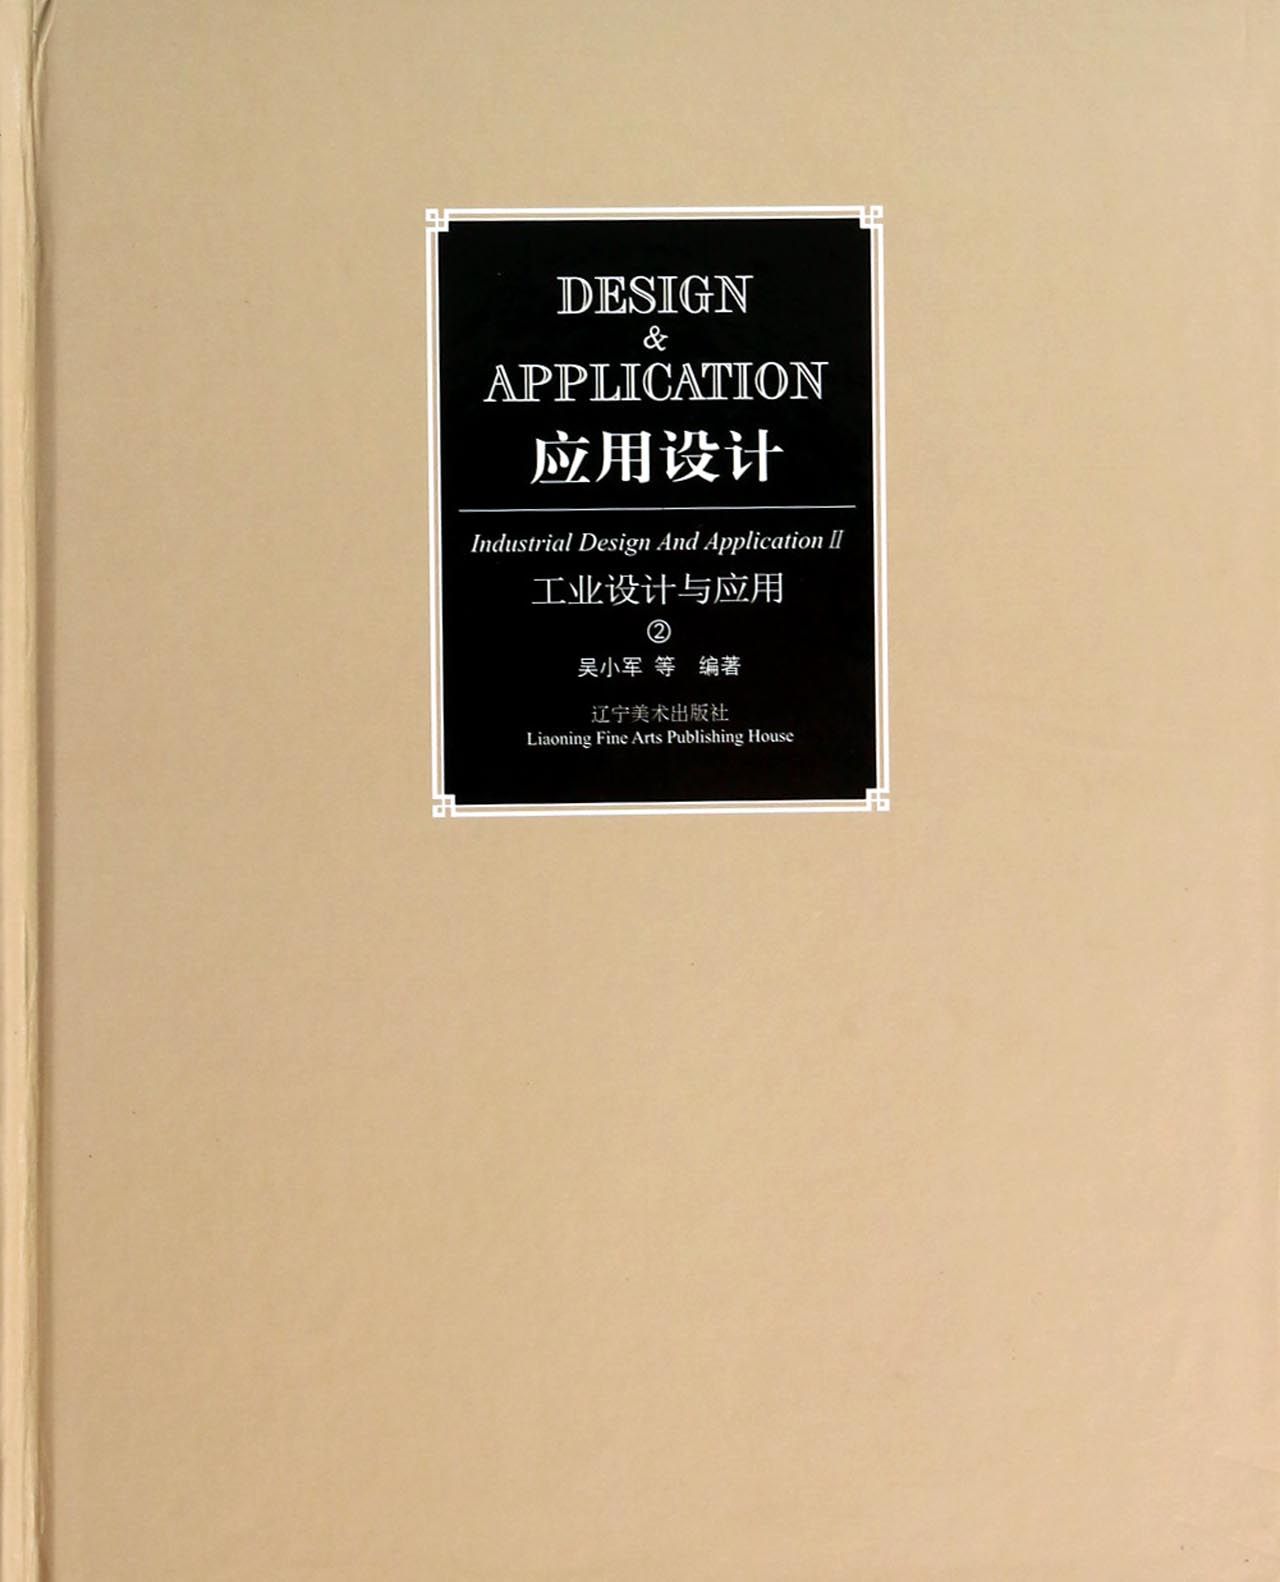 DESIGN
&
APPLICATION
应用设计
Industrial Design And Application Ⅱ
工业设计与应用
②
吴小军 等 编著
辽宁美术出版社
Liaoning Fine Arts Publishing House